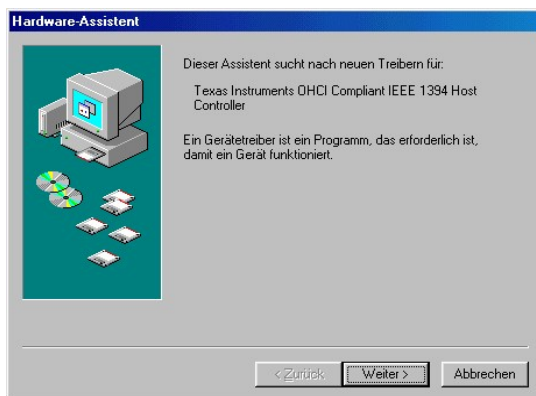 Hardware-Assistent
Dieser Assistent sucht nach neuen Treibern für:
Texas Instruments OHCI Compliant IEEE 1394 Host
Controller
Ein Gerätetreiber ist ein Programm, das erforderlich ist,
damit ein Gerät funktioniert.
< Zurück
Weiter >
Abbrechen